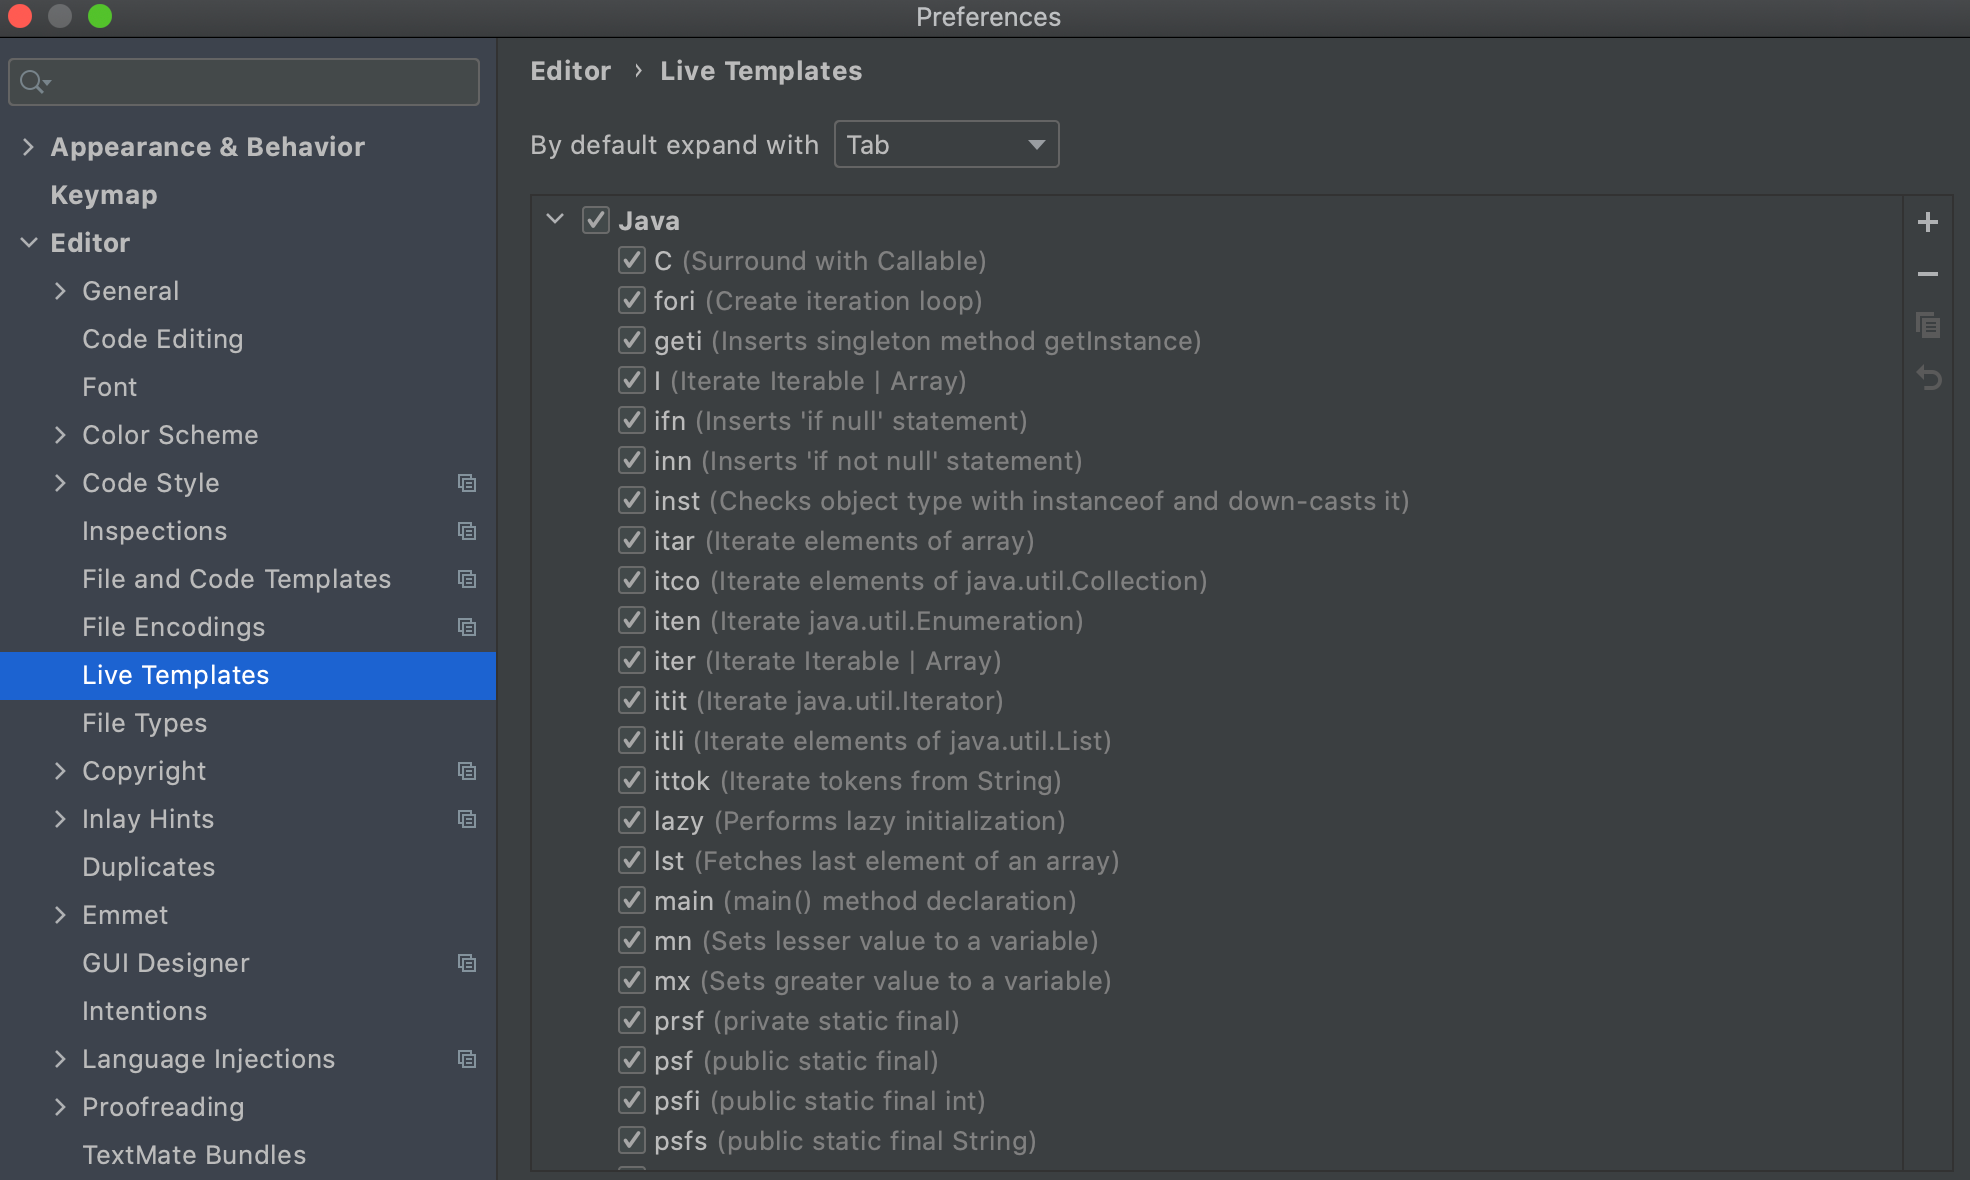 Preferences
Appearance & Behavior
Keymap
Editor
General
Code Editing
Font
Color Scheme
Code Style
Inspections
File and Code Templates
File Encodings
Live Templates
File Types
Copyright
Inlay Hints
Duplicates
Emmet
GUI Designer
Intentions
Language Injections
Proofreading
TextMate Bundles
Editor › Live Templates
By default expand with Tab
Java
C (Surround with Callable)
fori (Create iteration loop)
geti (Inserts singleton method getInstance)
I (Iterate Iterable | Array)
ifn (Inserts 'if null' statement)
inn (Inserts 'if not null' statement)
inst (Checks object type with instanceof and down-casts it)
itar (Iterate elements of array)
itco (Iterate elements of java.util.Collection)
iten (Iterate java.util.Enumeration)
iter (Iterate Iterable | Array)
itit (Iterate java.util.Iterator)
itli (Iterate elements of java.util.List)
ittok (Iterate tokens from String)
lazy (Performs lazy initialization)
lst (Fetches last element of an array)
main (main() method declaration)
mn (Sets lesser value to a variable)
mx (Sets greater value to a variable)
prsf (private static final)
psf (public static final)
psfi (public static final int)
psfs (public static final String)